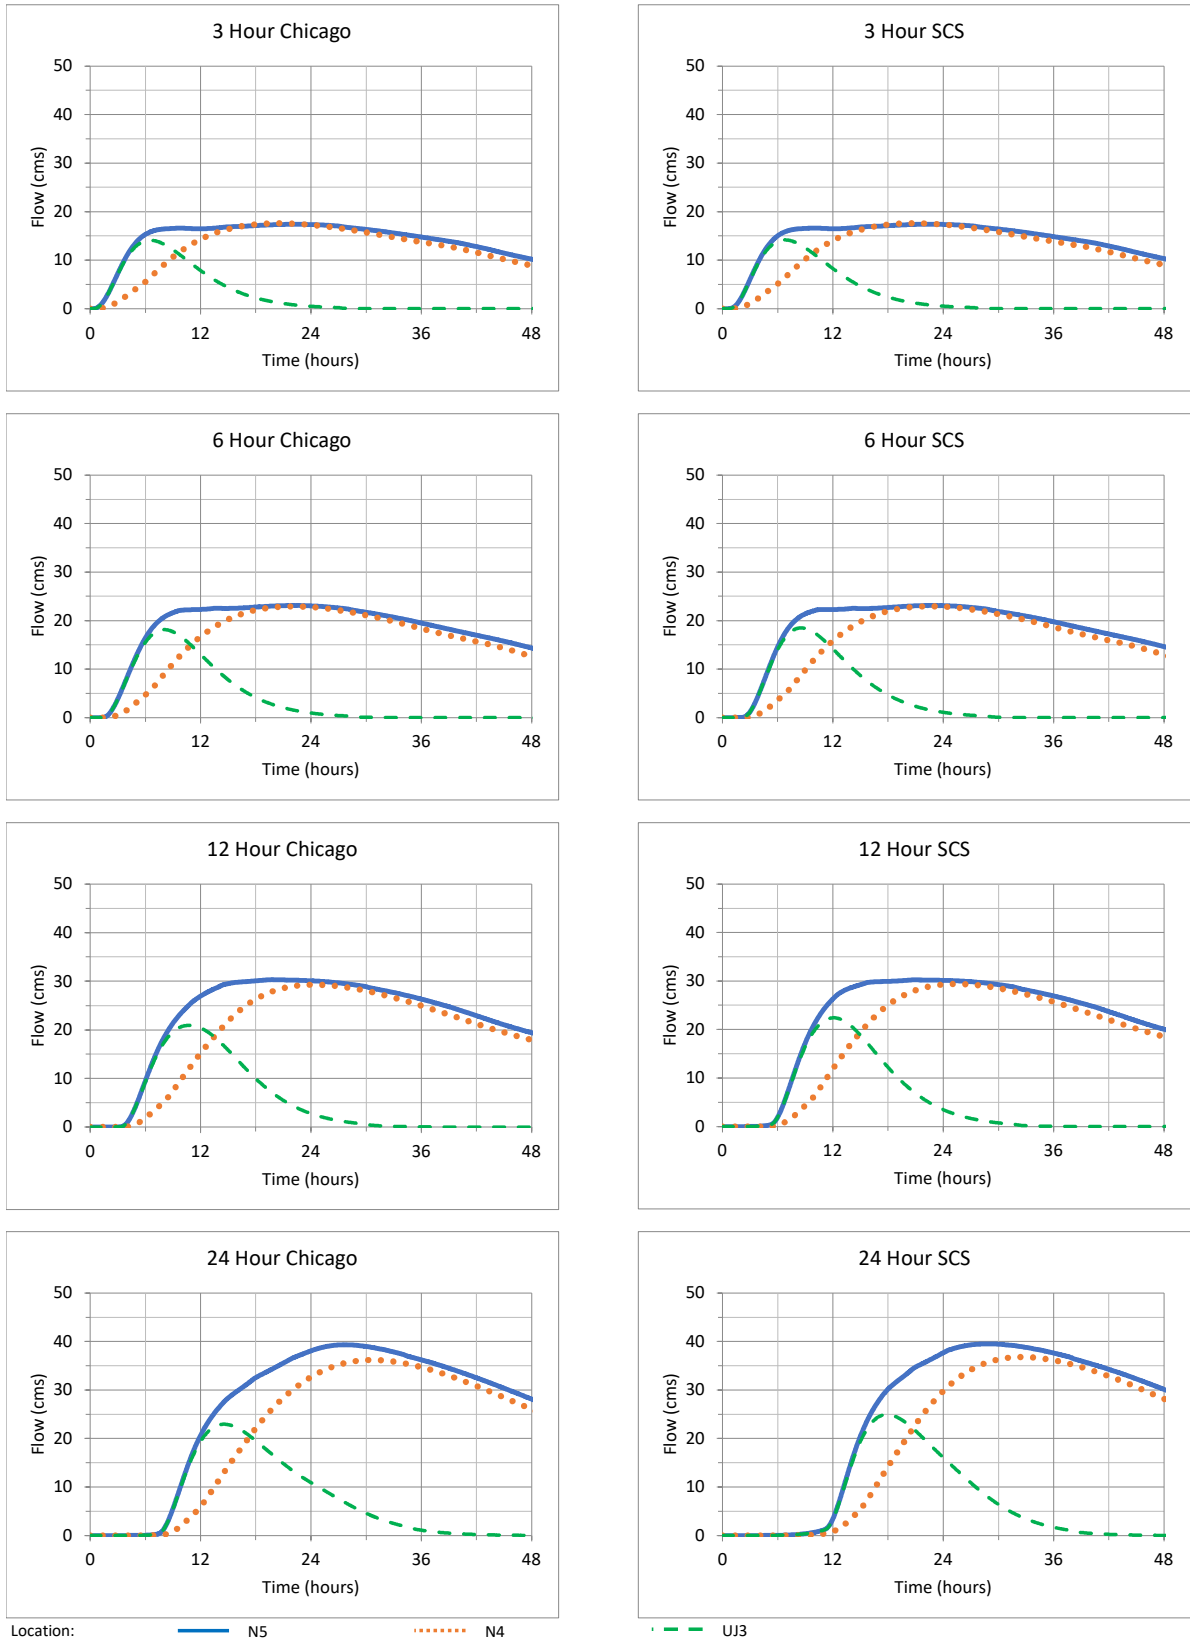 3 Hour Chicago
50
40
30
20
10
0
Flow (cms)
0 12 24 36 48
Time (hours)
3 Hour SCS
50
40
30
20
10
0
Flow (cms)
0 12 24 36 48
Time (hours)
6 Hour Chicago
50
40
30
20
10
0
Flow (cms)
0 12 24 36 48
Time (hours)
6 Hour SCS
50
40
30
20
10
0
Flow (cms)
0 12 24 36 48
Time (hours)
12 Hour Chicago
50
40
30
20
10
0
Flow (cms)
0 12 24 36 48
Time (hours)
12 Hour SCS
50
40
30
20
10
0
Flow (cms)
0 12 24 36 48
Time (hours)
24 Hour Chicago
50
40
30
20
10
0
Flow (cms)
0 12 24 36 48
Time (hours)
24 Hour SCS
50
40
30
20
10
0
Flow (cms)
0 12 24 36 48
Time (hours)
Location: N5 N4 UJ3